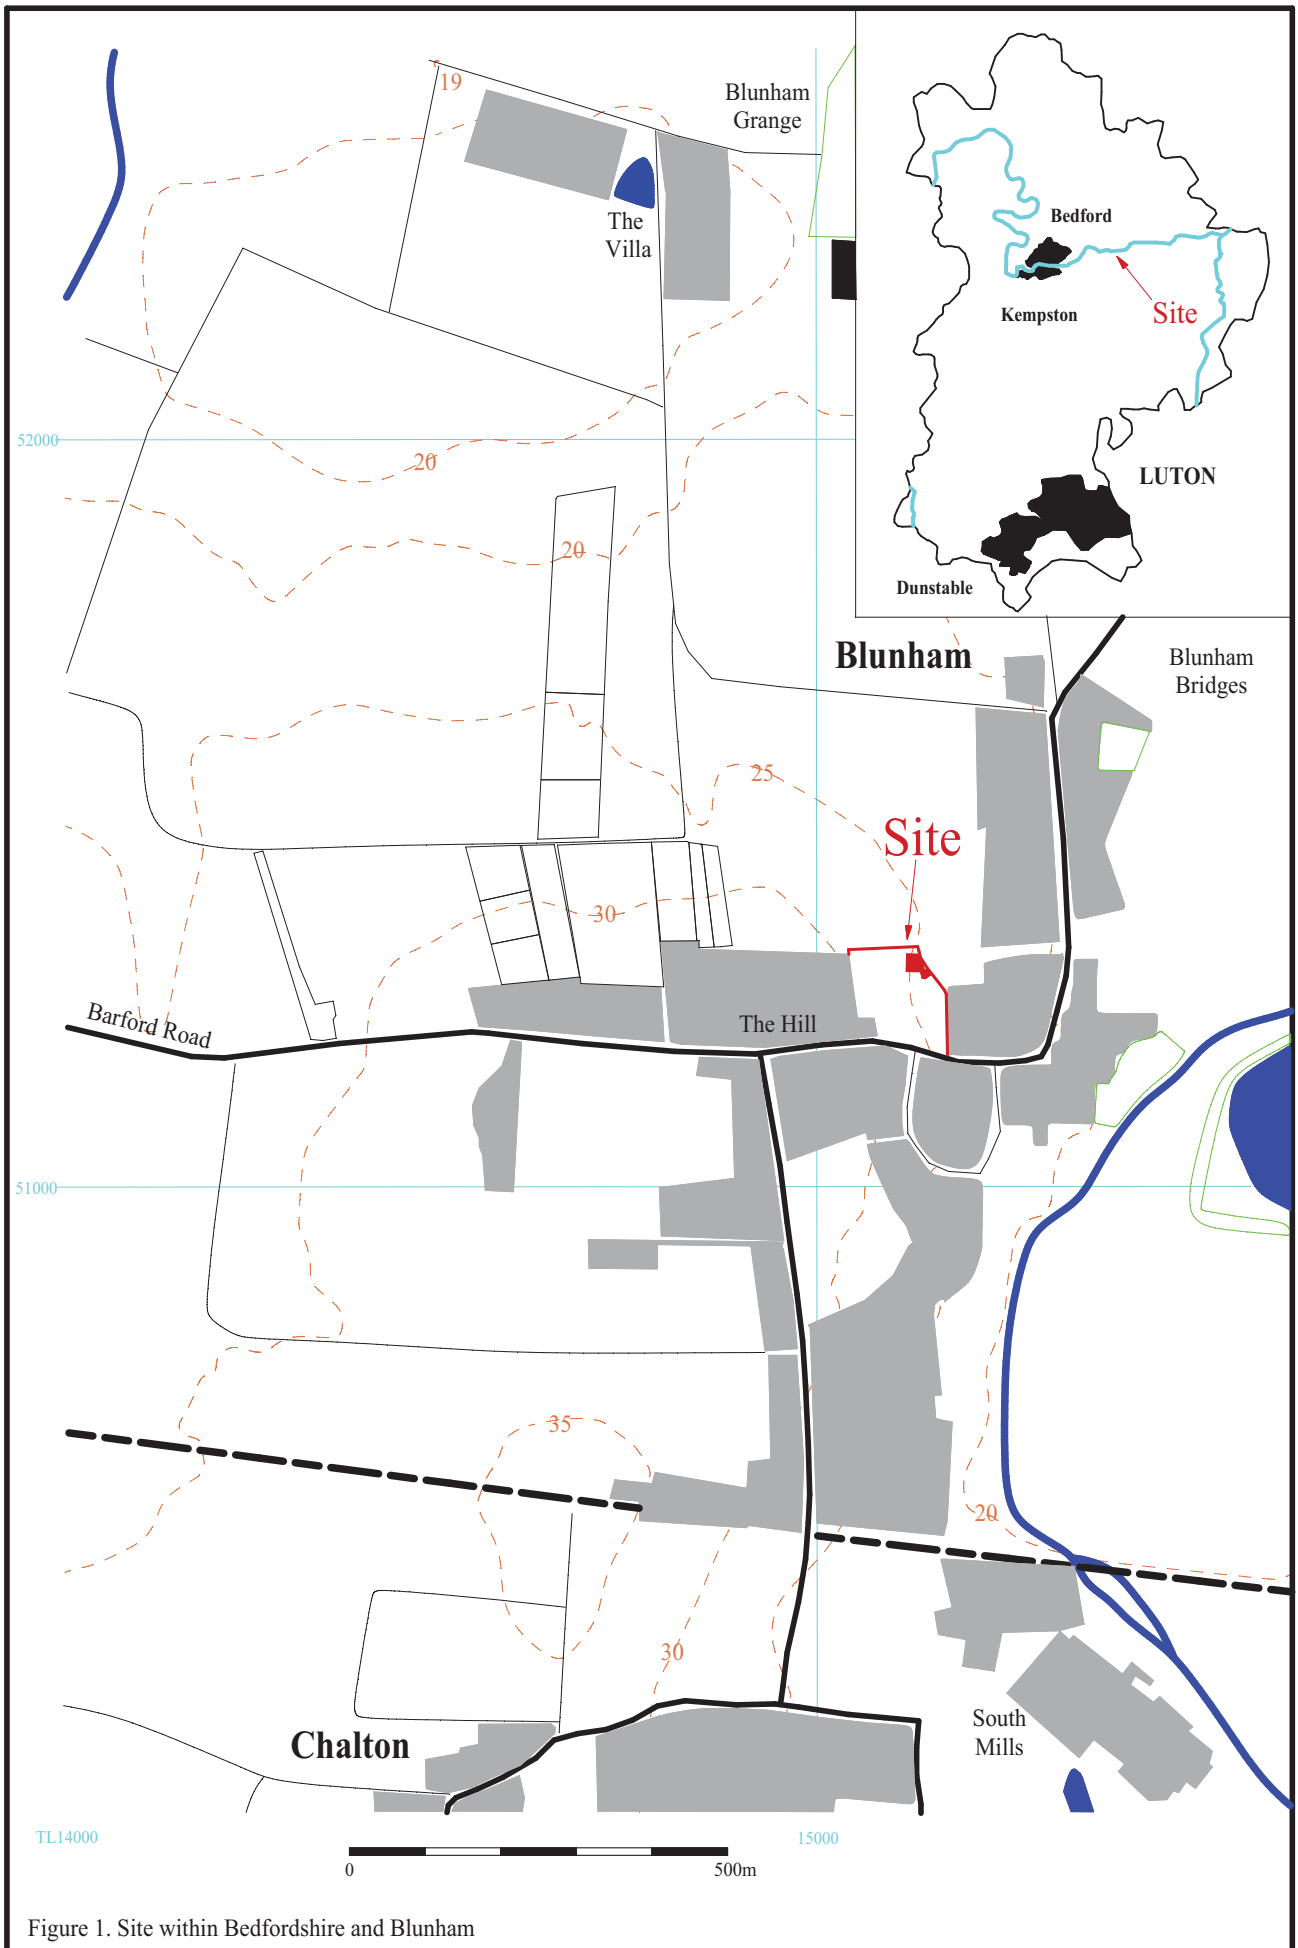 19
Blunham
Grange
The
Villa
Bedford
Kempston
Site
LUTON
Dunstable
52000
20
20
Blunham
Blunham
Bridges
25
Site
30
Barford Road
The Hill
51000
35
20
30
Chalton
South
Mills
TL14000
15000
0
500m
Figure 1. Site within Bedfordshire and Blunham